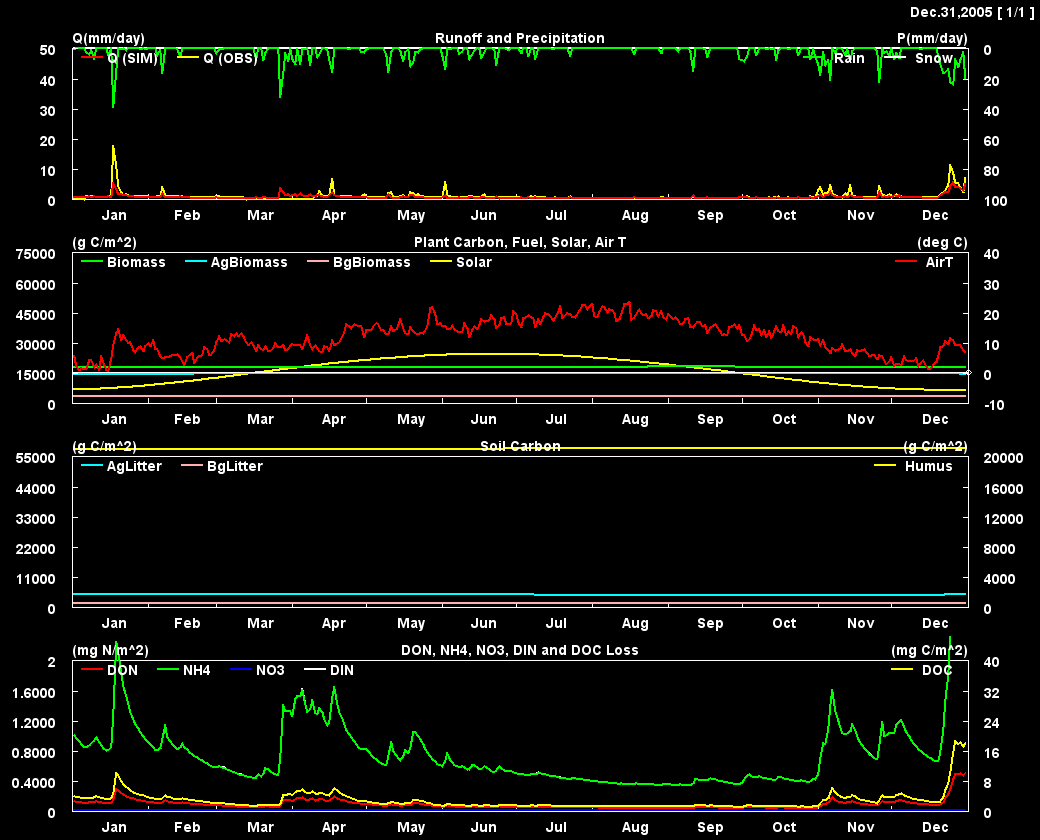 Dec.31,2005 [ 1/1 ]
Q(mm/day) Runoff and Precipitation P(mm/day)
50 0
Q (SIM) Q (OBS) Rain Snow
40 20
30 40
20 60
10 80
0 100
Jan Feb Mar Apr May Jun Jul Aug Sep Oct Nov Dec
(g C/m^2) Plant Carbon, Fuel, Solar, Air T (deg C)
75000 40
Biomass AgBiomass BgBiomass Solar AirT
60000 30
45000 20
30000 10
15000 0
0 -10
Jan Feb Mar Apr May Jun Jul Aug Sep Oct Nov Dec
(g C/m^2) Soil Carbon (g C/m^2)
55000 20000
AgLitter BgLitter Humus
44000 16000
33000 12000
22000 8000
11000 4000
0 0
Jan Feb Mar Apr May Jun Jul Aug Sep Oct Nov Dec
(mg N/m^2) DON, NH4, NO3, DIN and DOC Loss (mg C/m^2)
2 40
DON NH4 NO3 DIN DOC
1.6000 32
1.2000 24
0.8000 16
0.4000 8
0 0
Jan Feb Mar Apr May Jun Jul Aug Sep Oct Nov Dec